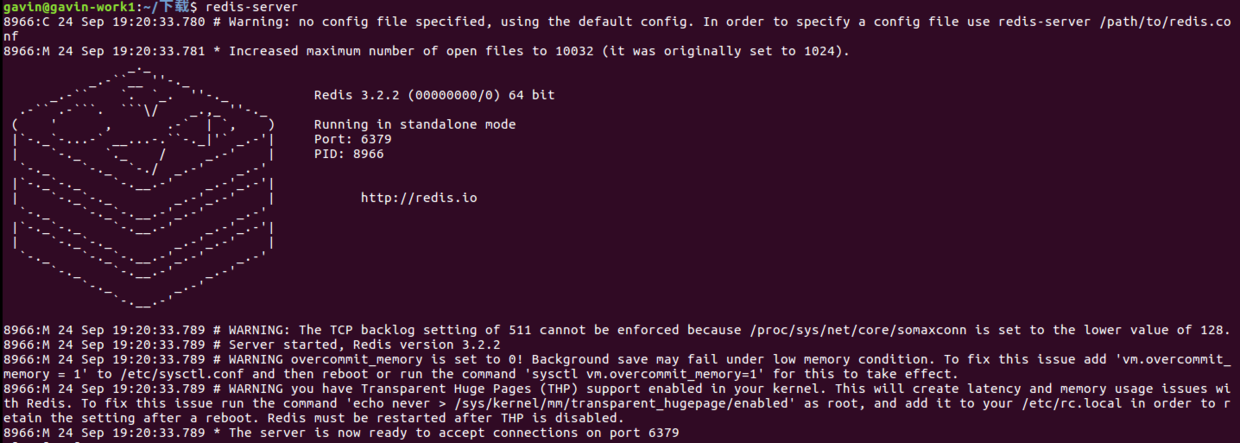 gavin@gavin-work1:~/下载$ redis-server
8966:C 24 Sep 19:20:33.780 # Warning: no config file specified, using the default config. In order to specify a config file use redis-server /path/to/redis.co
nf
8966:M 24 Sep 19:20:33.781 * Increased maximum number of open files to 10032 (it was originally set to 1024).
Redis 3.2.2 (00000000/0) 64 bit
Running in standalone mode
Port: 6379
PID: 8966
http://redis.io
8966:M 24 Sep 19:20:33.789 # WARNING: The TCP backlog setting of 511 cannot be enforced because /proc/sys/net/core/somaxconn is set to the lower value of 128.
8966:M 24 Sep 19:20:33.789 # Server started, Redis version 3.2.2
8966:M 24 Sep 19:20:33.789 # WARNING overcommit_memory is set to 0! Background save may fail under low memory condition. To fix this issue add 'vm.overcommit_
memory = 1' to /etc/sysctl.conf and then reboot or run the command 'sysctl vm.overcommit_memory=1' for this to take effect.
8966:M 24 Sep 19:20:33.789 # WARNING you have Transparent Huge Pages (THP) support enabled in your kernel. This will create latency and memory usage issues wi
th Redis. To fix this issue run the command 'echo never > /sys/kernel/mm/transparent_hugepage/enabled' as root, and add it to your /etc/rc.local in order to r
etain the setting after a reboot. Redis must be restarted after THP is disabled.
8966:M 24 Sep 19:20:33.789 * The server is now ready to accept connections on port 6379